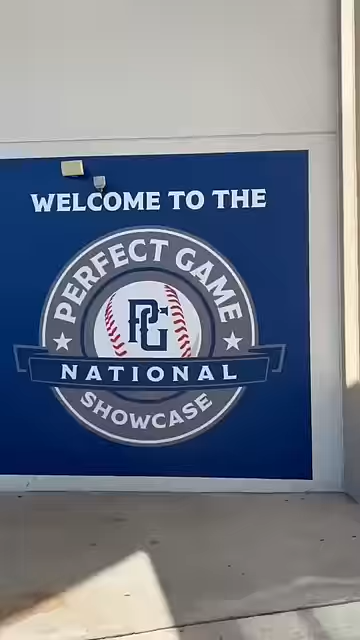 WELCOME TO THE
PERFECT GAME
PG
NATIONAL
SHOWCASE